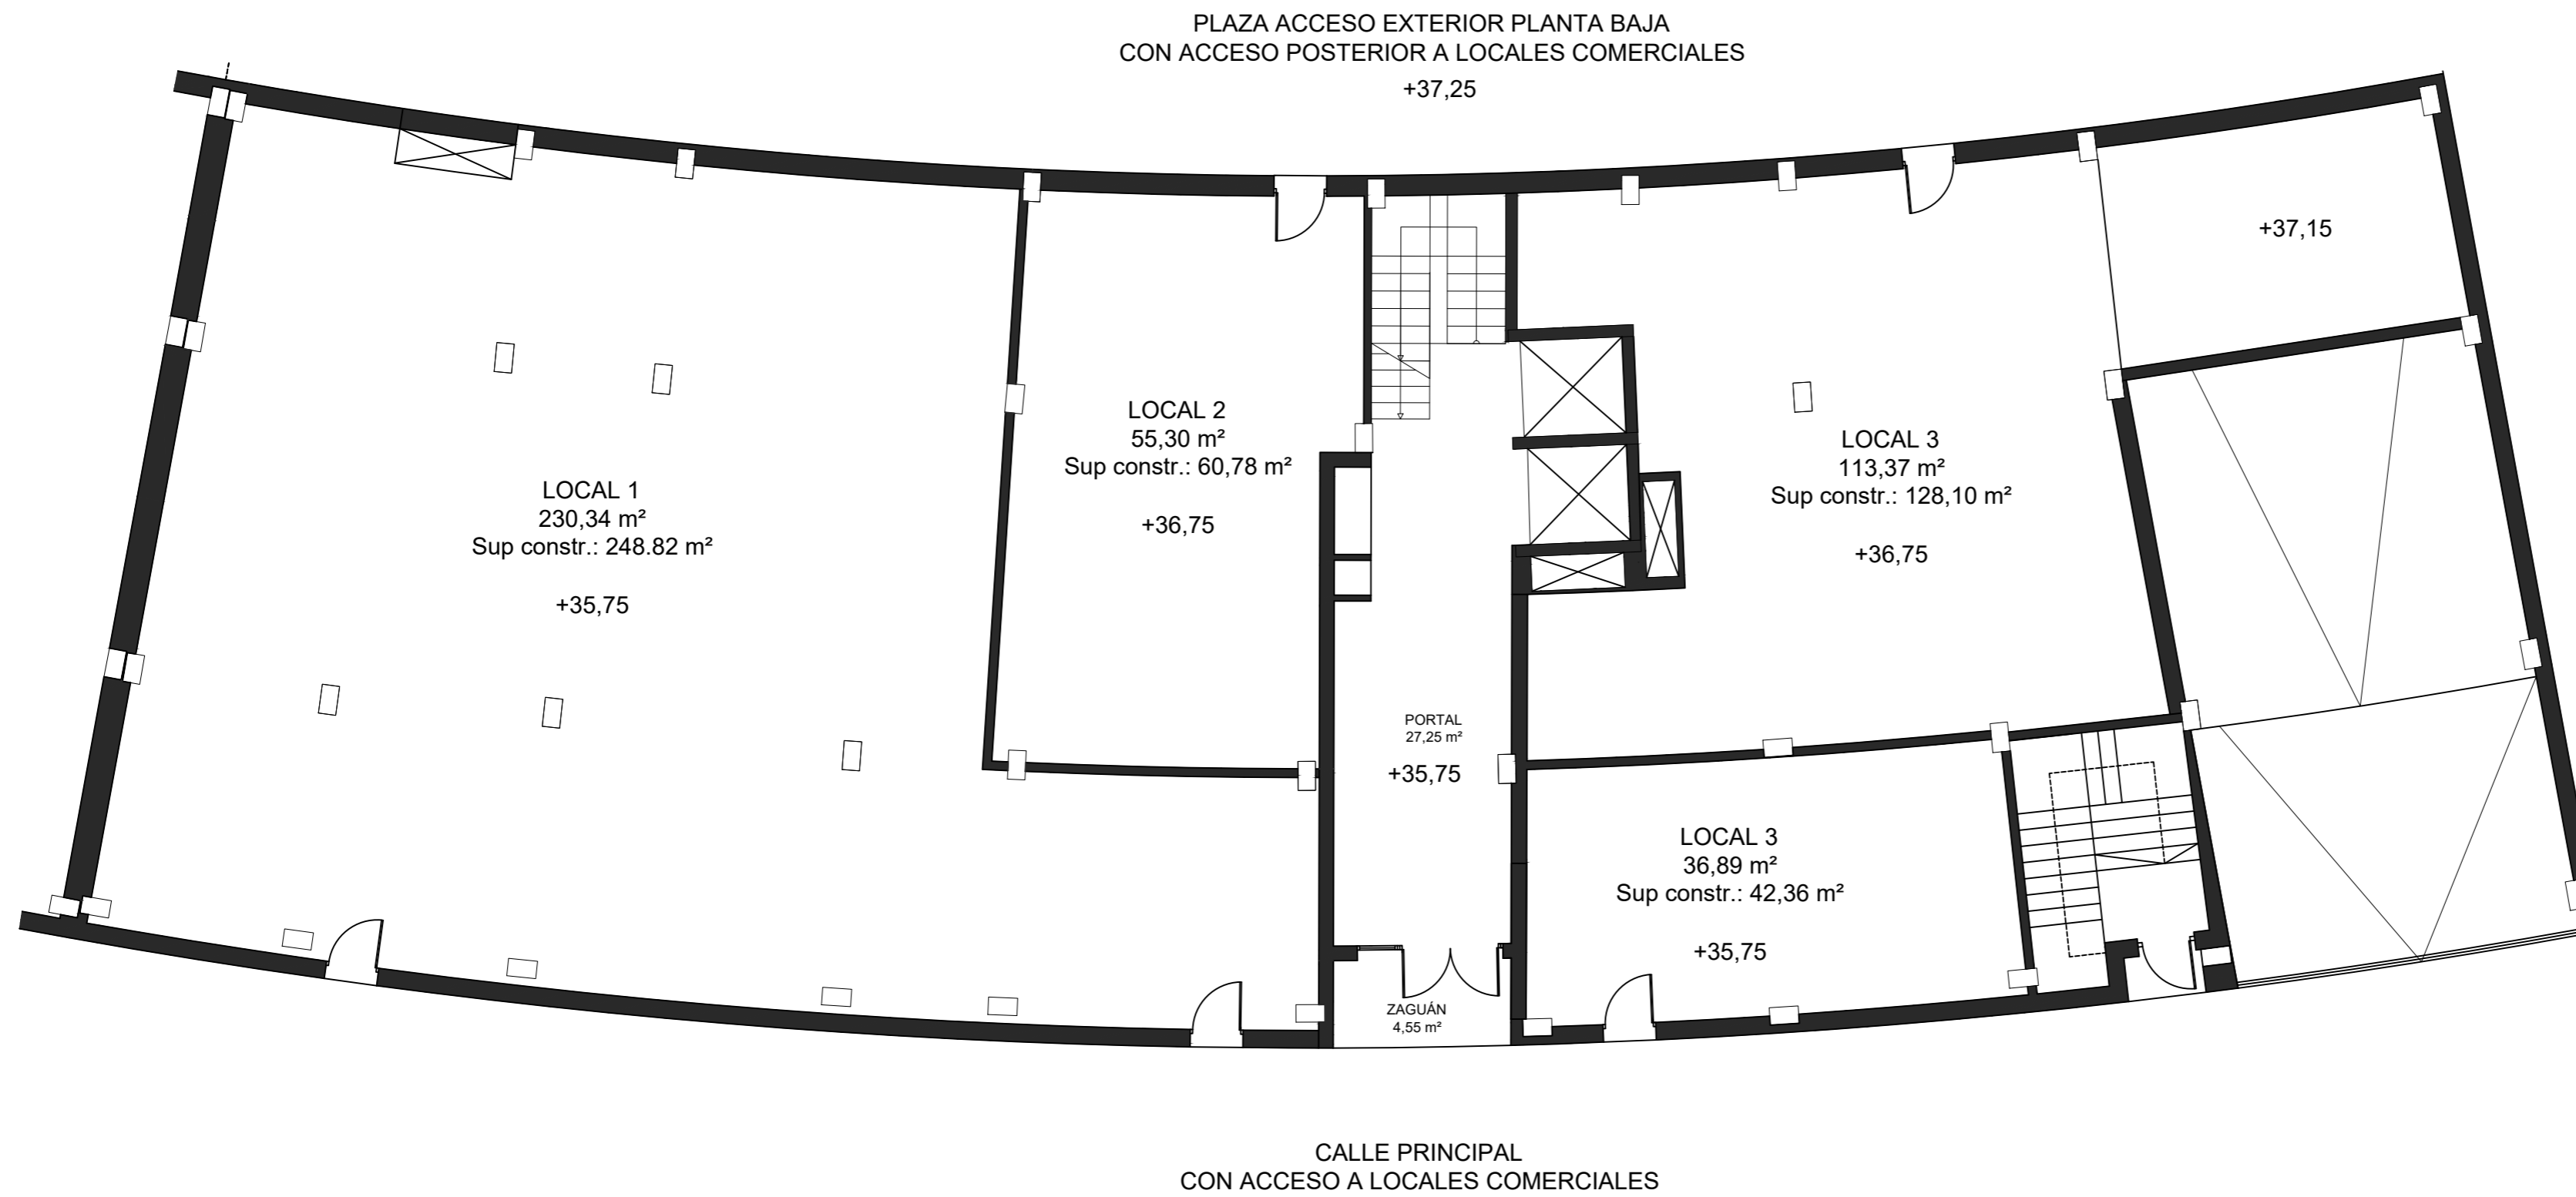 PLAZA ACCESO EXTERIOR PLANTA BAJA
CON ACCESO POSTERIOR A LOCALES COMERCIALES
+37,25
+37,15
LOCAL 1
230,34 m²
Sup constr.: 248.82 m²
+35,75
LOCAL 2
55,30 m²
Sup constr.: 60,78 m²
+36,75
LOCAL 3
113,37 m²
Sup constr.: 128,10 m²
+36,75
PORTAL
27,25 m²
+35,75
LOCAL 3
36,89 m²
Sup constr.: 42,36 m²
+35,75
ZAGUÁN
4,55 m²
CALLE PRINCIPAL
CON ACCESO A LOCALES COMERCIALES